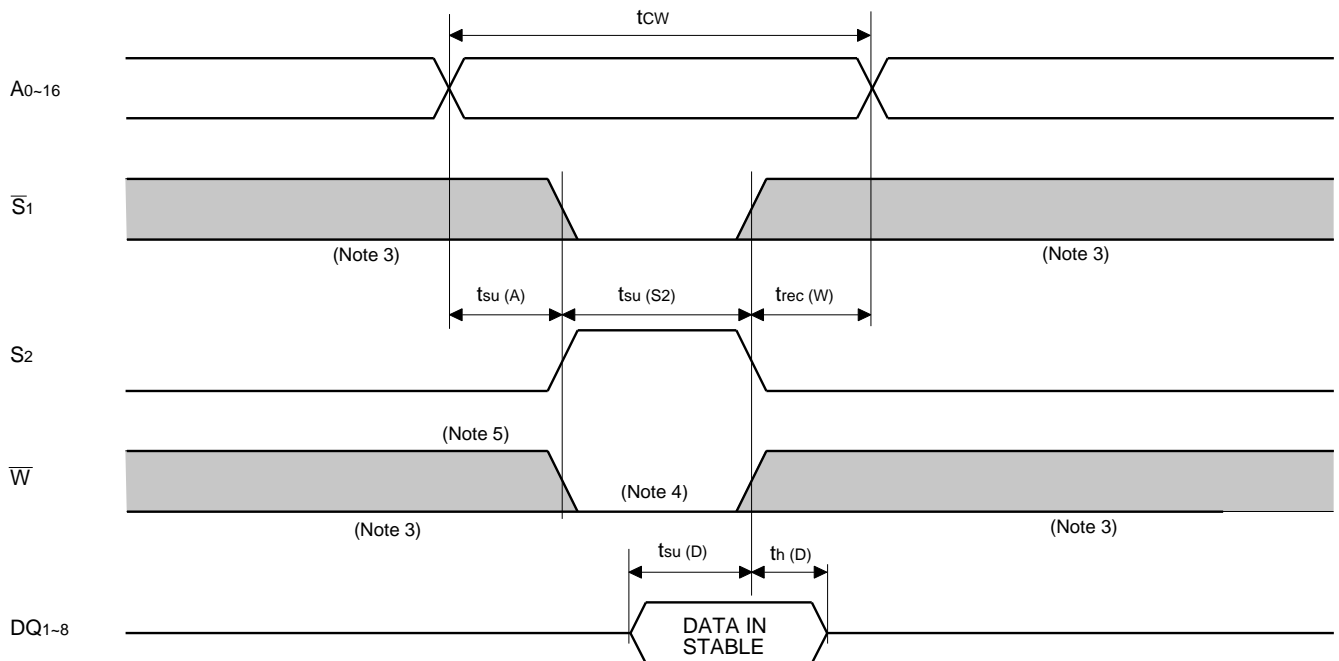 tCW
A0~16
S̅1
(Note 3)
(Note 3)
tsu (A)
tsu (S2)
trec (W)
S2
(Note 5)
W̅
(Note 4)
(Note 3)
(Note 3)
tsu (D)
th (D)
DQ1~8
DATA IN
STABLE